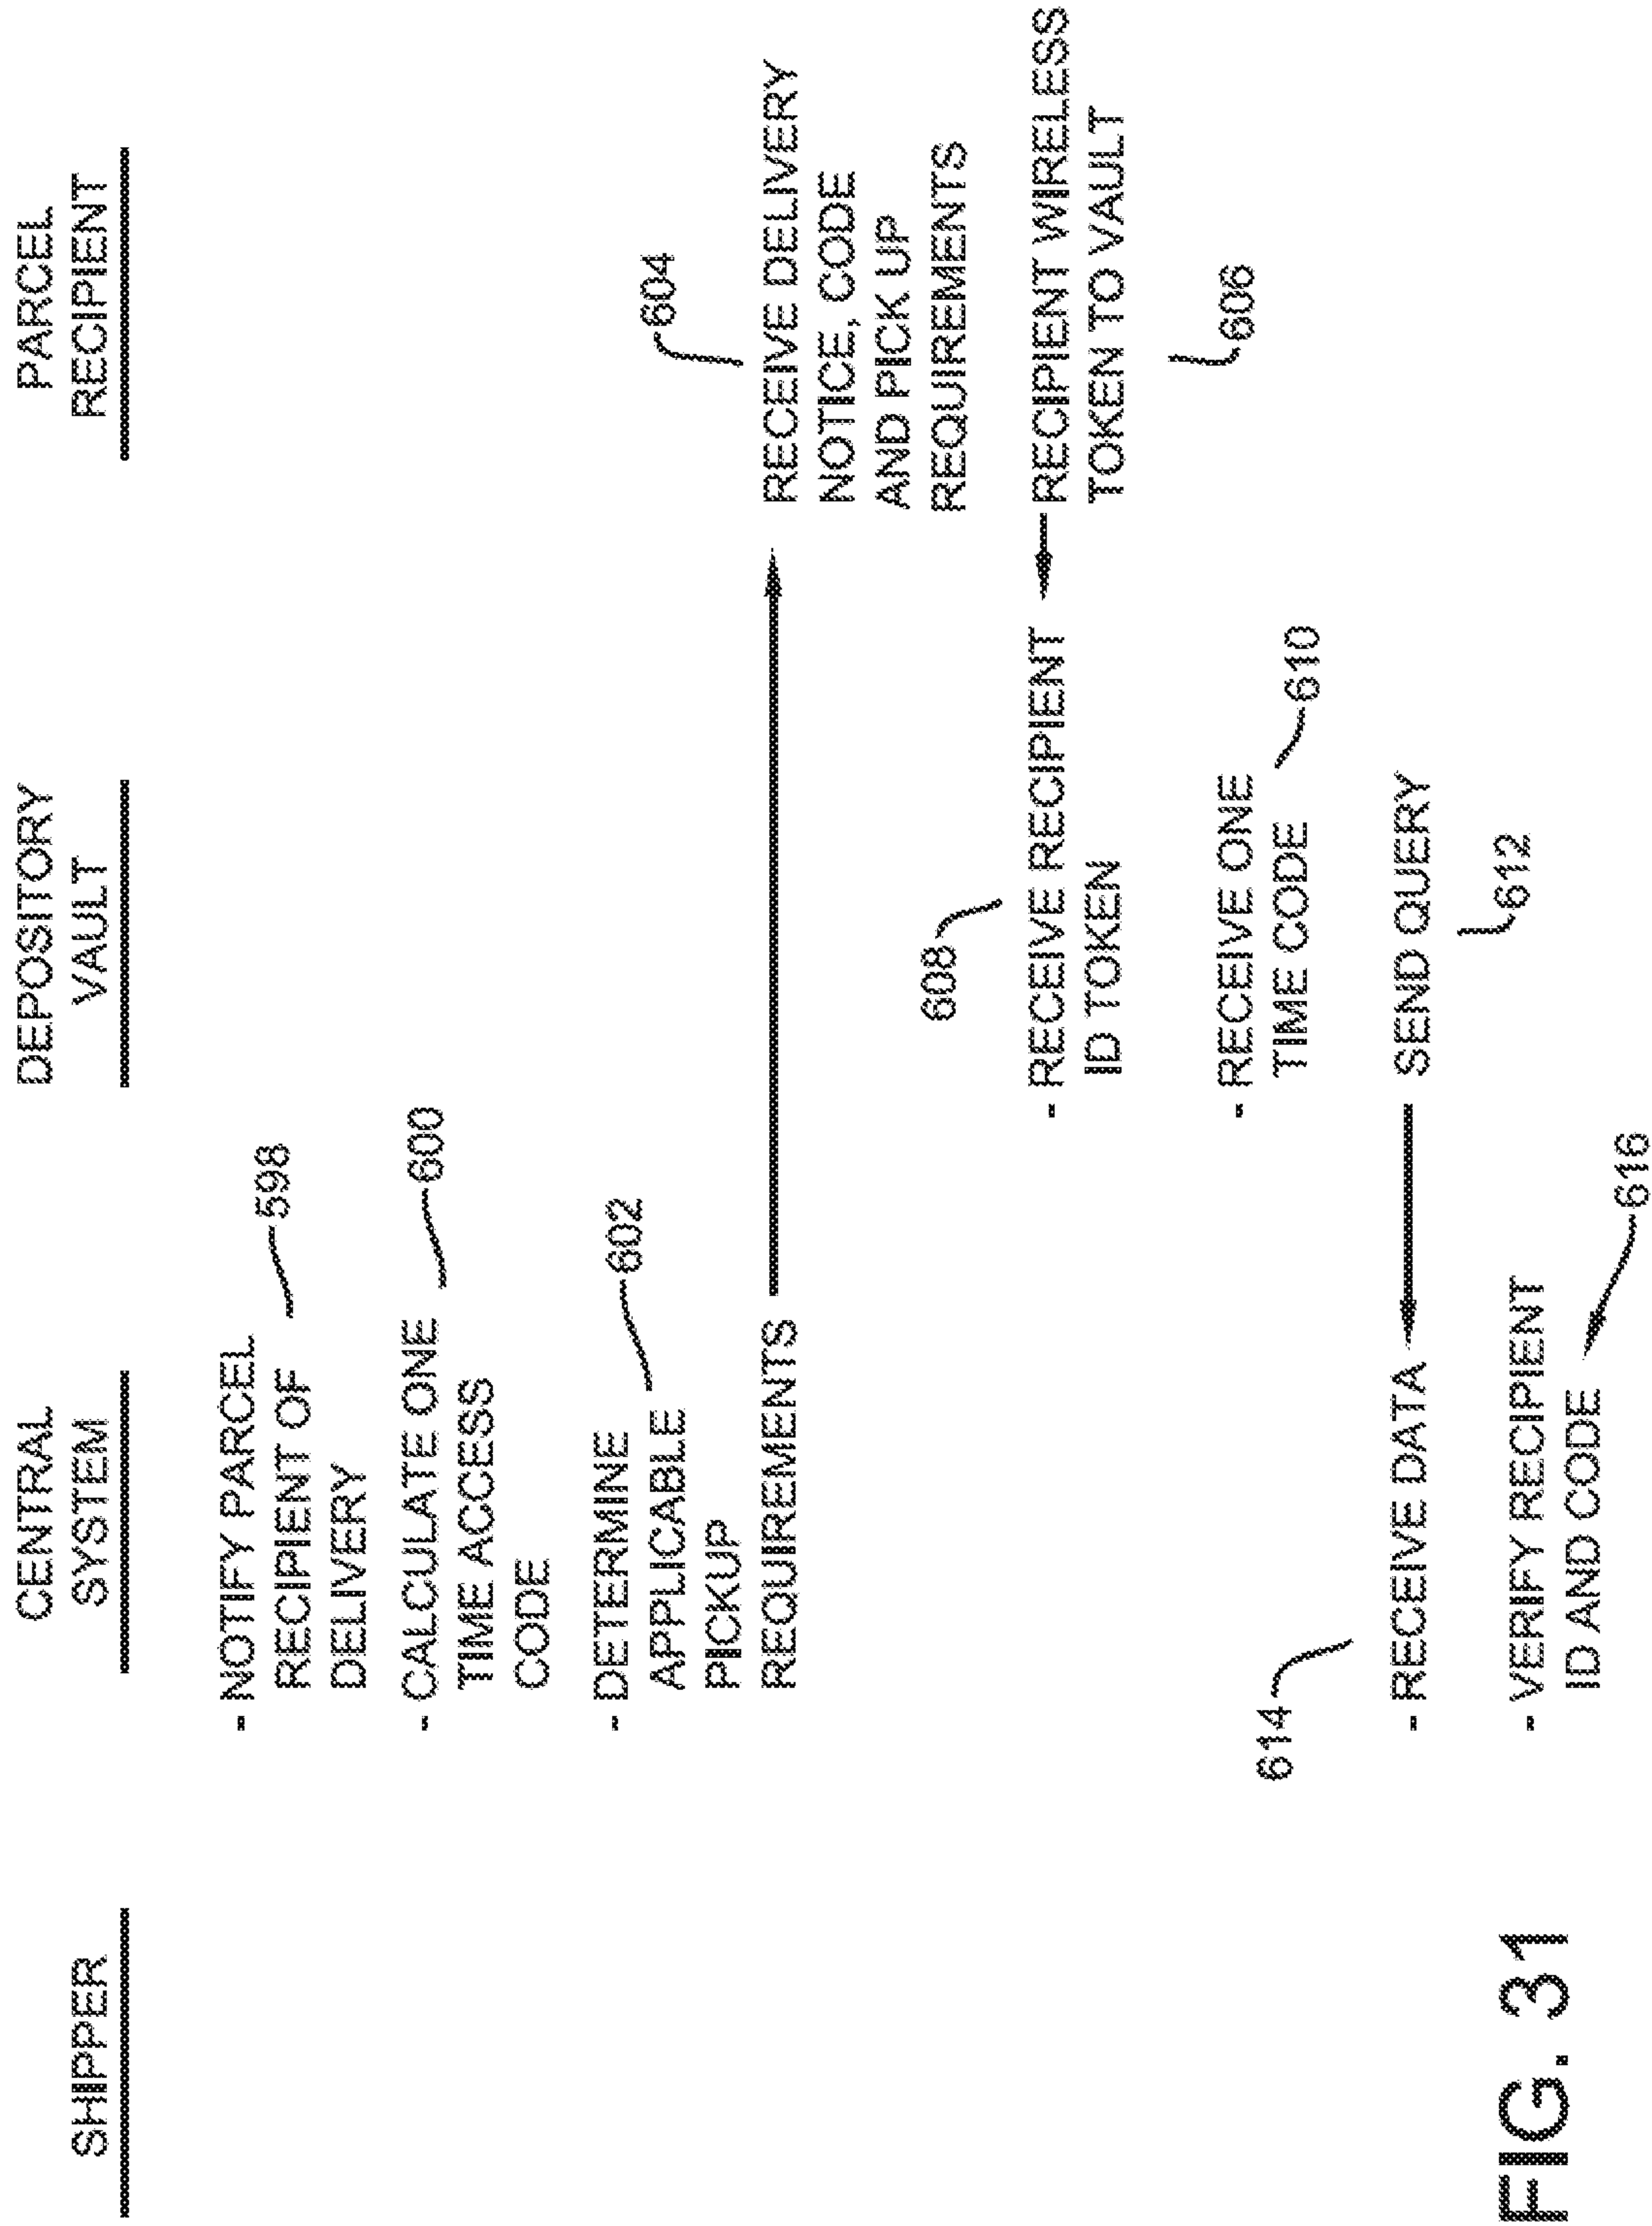 SHIPPER
CENTRAL
SYSTEM
DEPOSITORY
VAULT
PARCEL
RECIPIENT
- NOTIFY PARCEL
RECIPIENT OF
DELIVERY
598
- CALCULATE ONE
TIME ACCESS
CODE
600
- DETERMINE
APPLICABLE
PICKUP
REQUIREMENTS
602
604
RECEIVE DELIVERY
NOTICE, CODE
AND PICK UP
REQUIREMENTS
RECIPIENT WIRELESS
TOKEN TO VAULT
606
608
- RECEIVE RECIPIENT
ID TOKEN
- RECEIVE ONE
TIME CODE
610
SEND QUERY
612
614
- RECEIVE DATA
- VERIFY RECIPIENT
ID AND CODE
616
FIG. 31